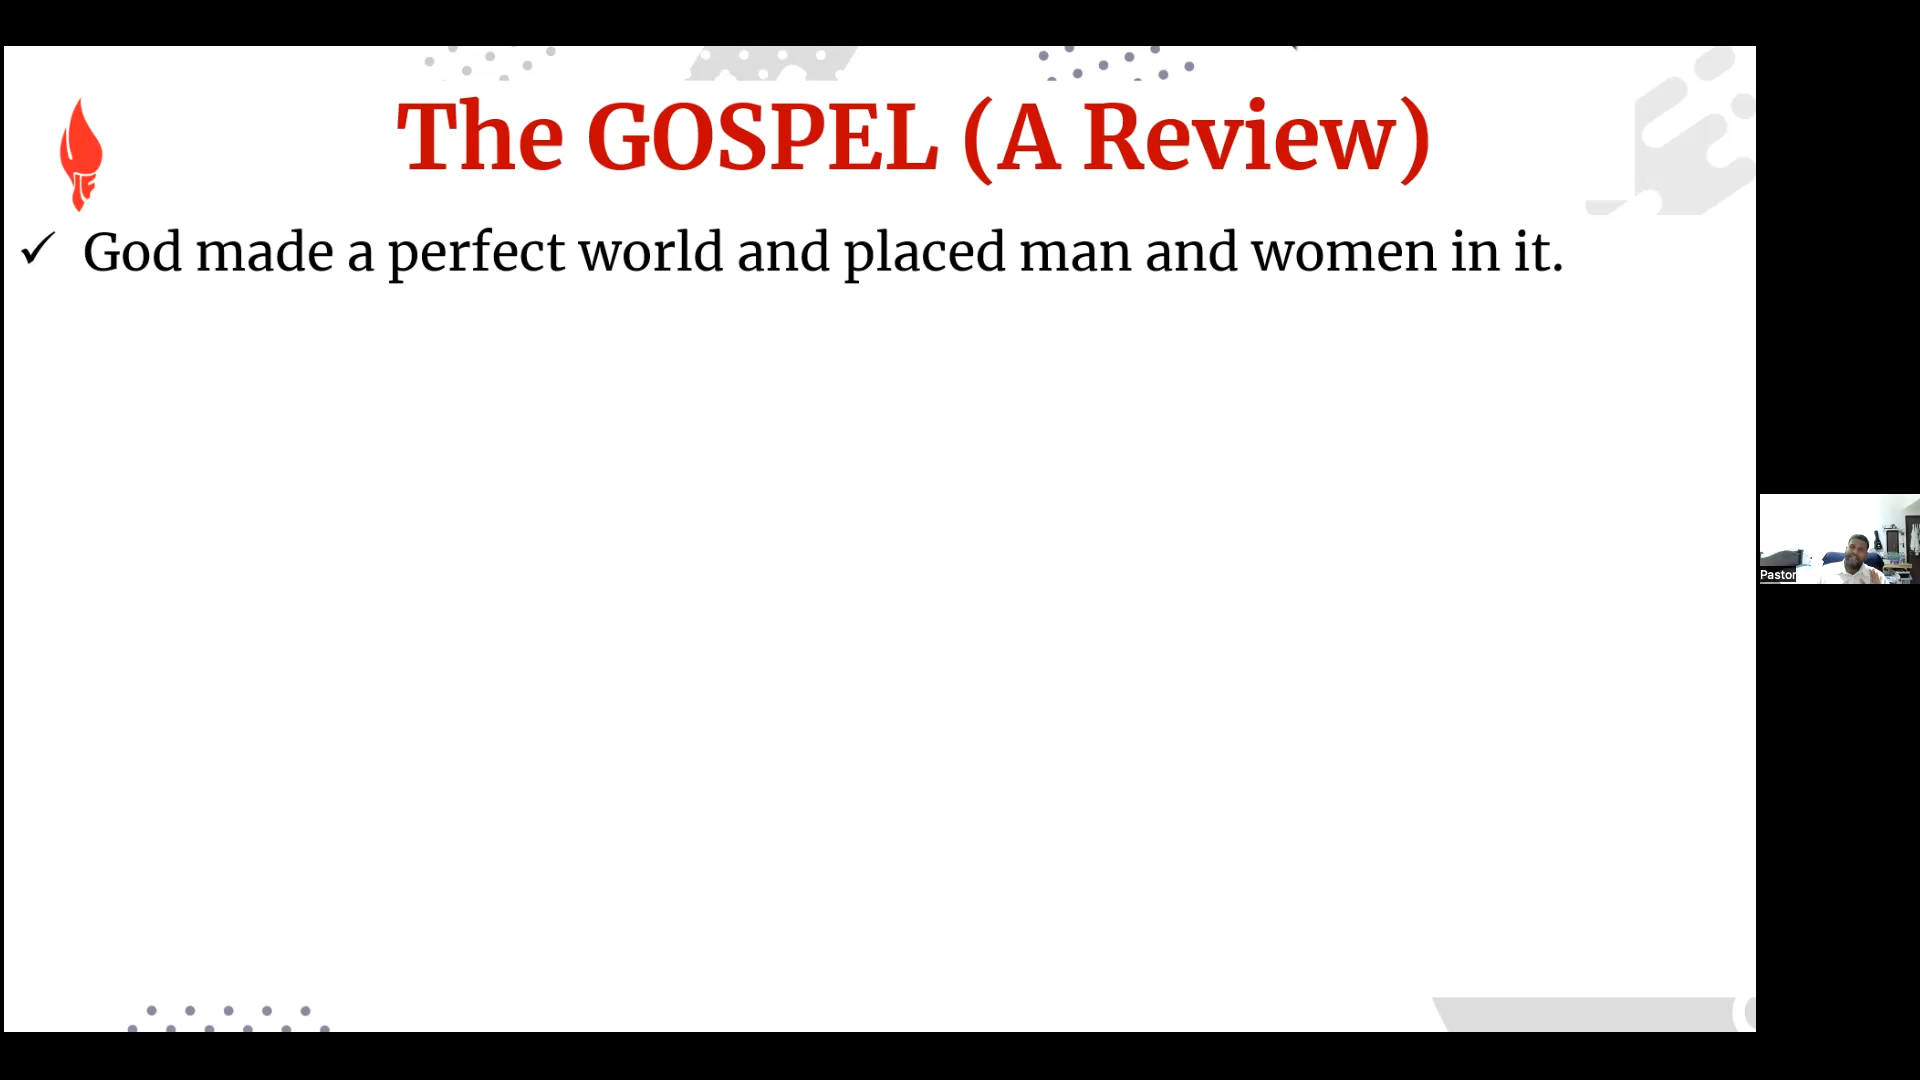 The GOSPEL (A Review)
✓ God made a perfect world and placed man and women in it.
Pastor